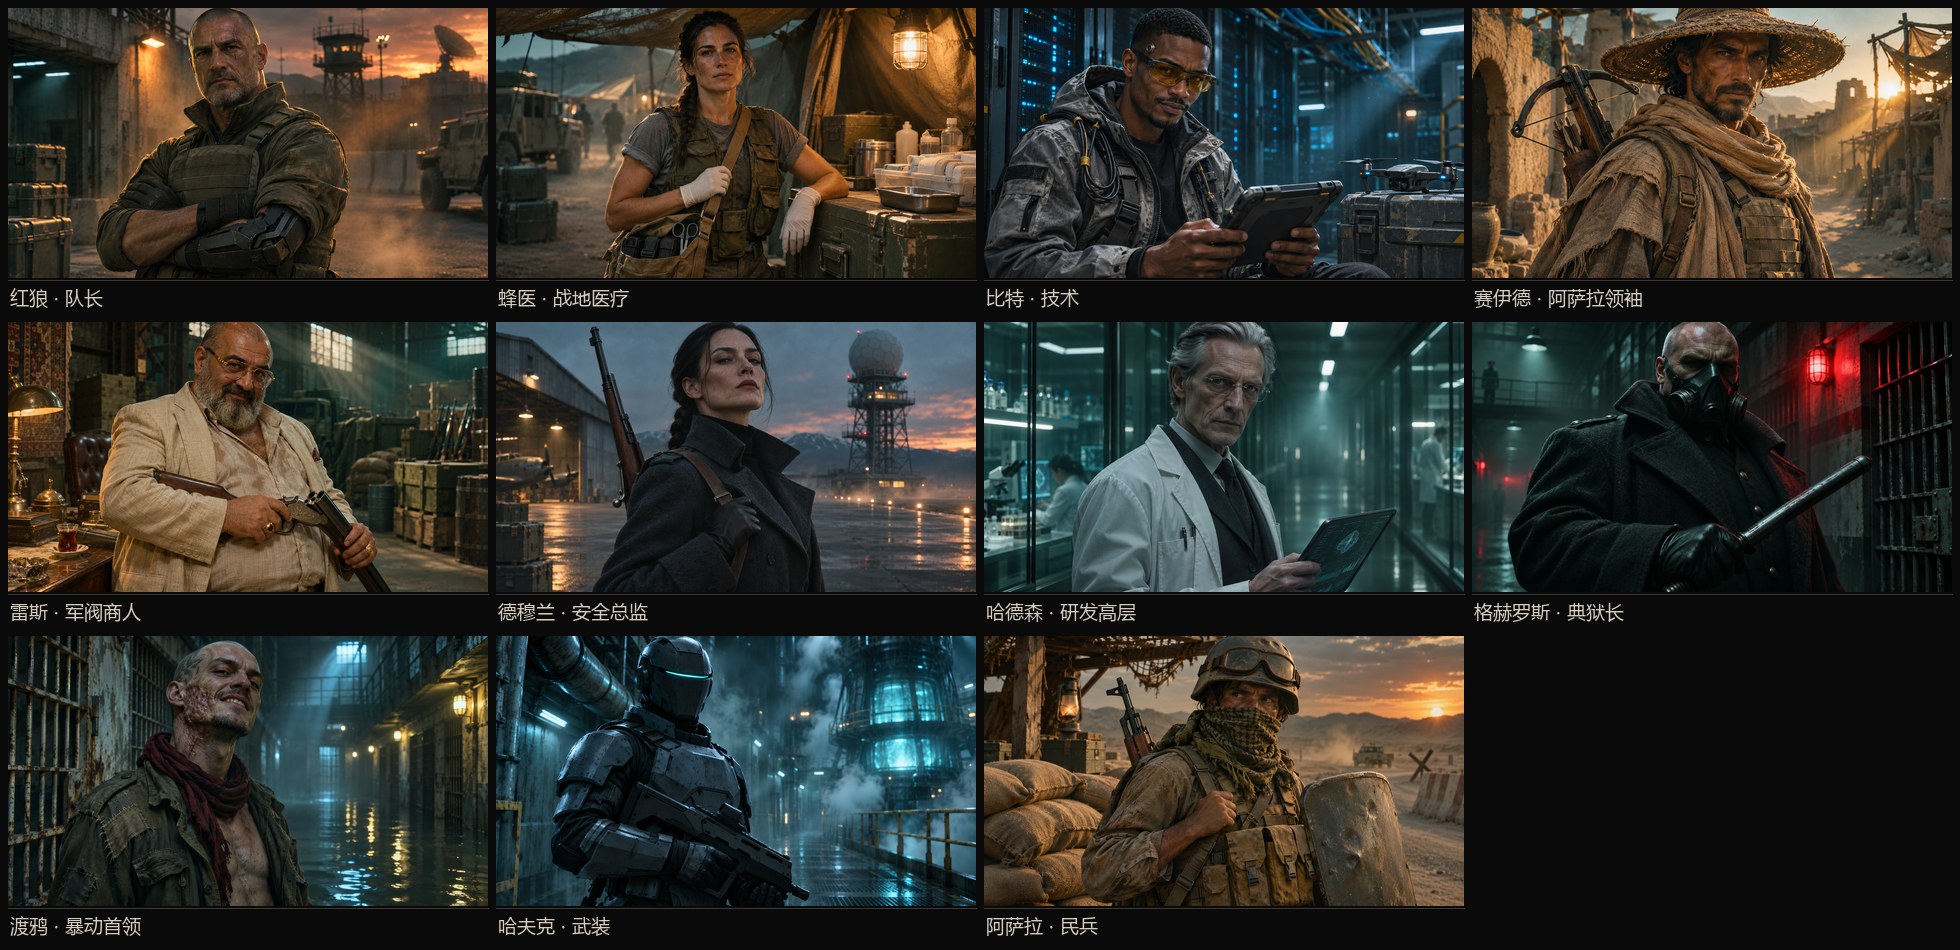 红狼 · 队长
蜂医 · 战地医疗
比特 · 技术
赛伊德 · 阿萨拉领袖
雷斯 · 军阀商人
德穆兰 · 安全总监
哈德森 · 研发高层
格赫罗斯 · 典狱长
渡鸦 · 暴动首领
哈夫克 · 武装
阿萨拉 · 民兵